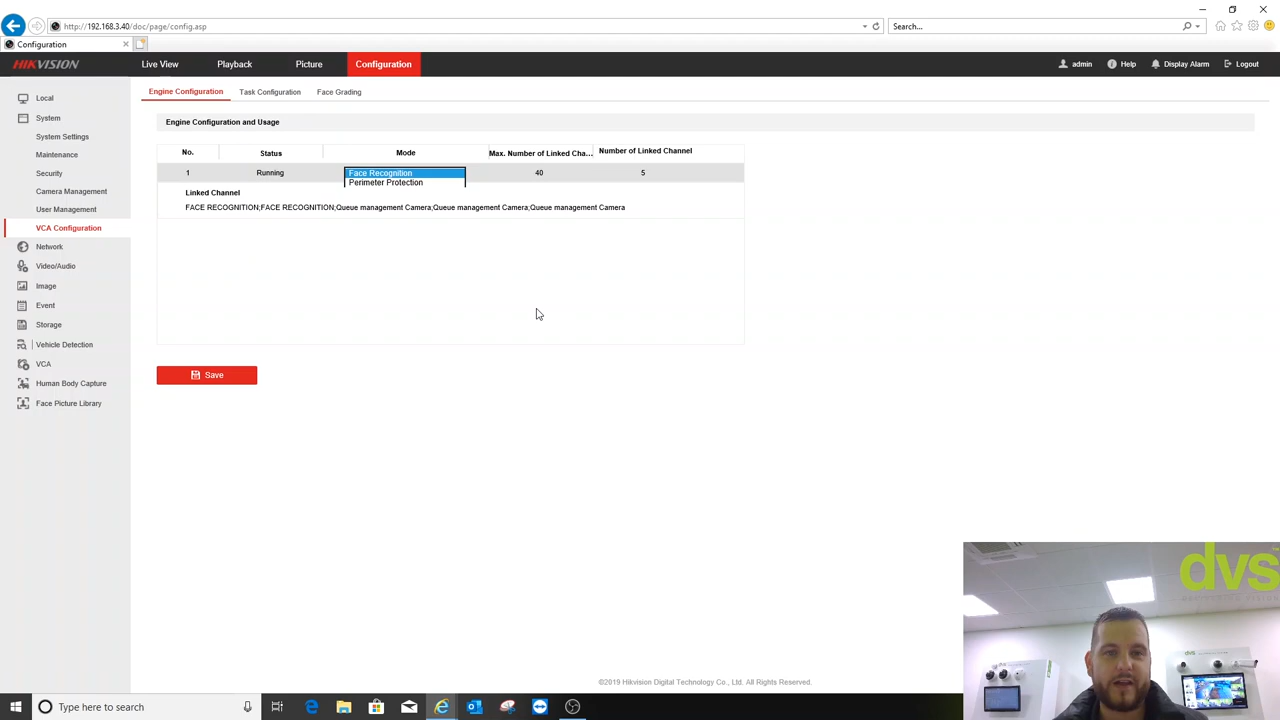 http://192.168.3.40/doc/page/config.asp
Search...
Configuration
HIKVISION
Live View
Playback
Picture
Configuration
admin
Help
Display Alarm
Logout
Local
System
System Settings
Maintenance
Security
Camera Management
User Management
VCA Configuration
Network
Video/Audio
Image
Event
Storage
Vehicle Detection
VCA
Human Body Capture
Face Picture Library
Engine Configuration
Task Configuration
Face Grading
Engine Configuration and Usage
No.
Status
Mode
Max. Number of Linked Cha...
Number of Linked Channel
1
Running
Face Recognition
Perimeter Protection
40
5
Linked Channel
FACE RECOGNITION;FACE RECOGNITION;Queue management Camera;Queue management Camera;Queue management Camera
Save
dvs
©2019 Hikvision Digital Technology Co., Ltd. All Rights Reserved.
dvs
Type here to search